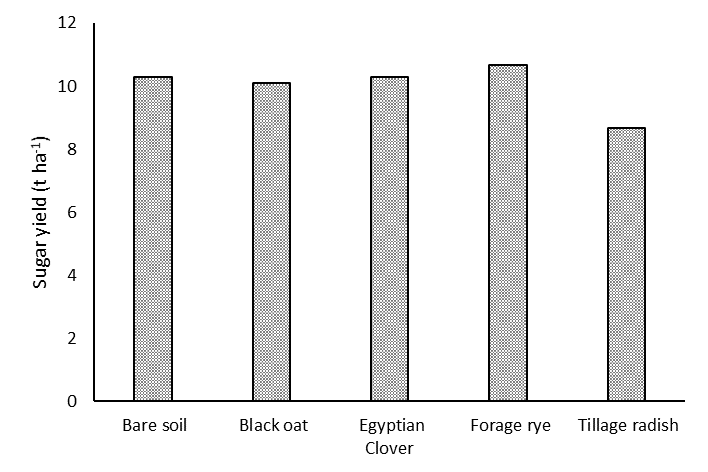 12
10
8
6
4
2
0
Sugar yield (t ha⁻¹)
Bare soil
Black oat
Egyptian
Clover
Forage rye
Tillage radish